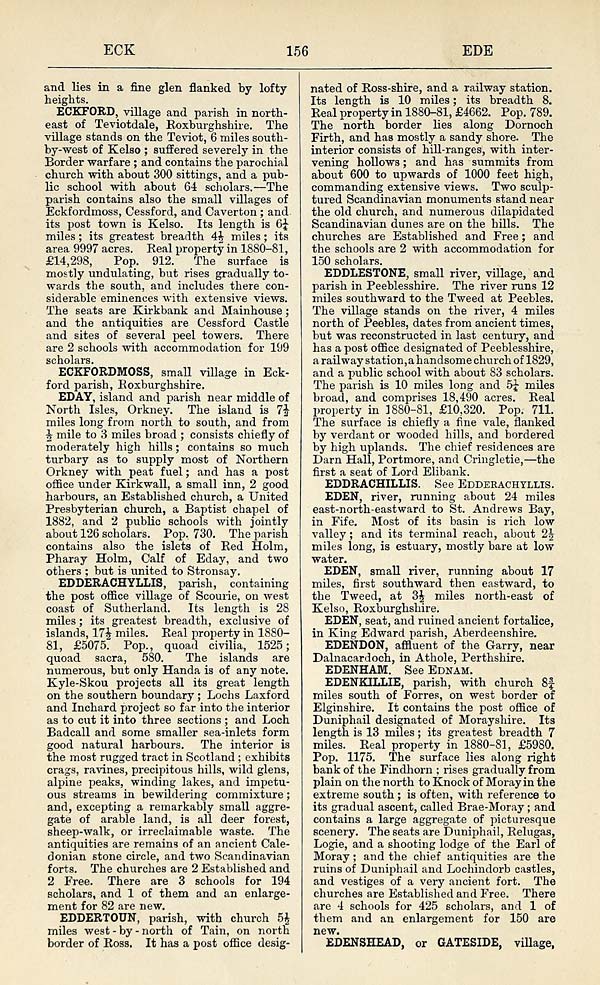 ECK 156 EDE
and lies in a fine glen flanked by lofty
heights.
ECKFORD, village and parish in north-
east of Teviotdale, Roxburghshire. The
village stands on the Teviot, 6 miles south-
by-west of Kelso ; suffered severely in the
Border warfare ; and contains the parochial
church with about 300 sittings, and a pub-
lic school with about 64 scholars.—The
parish contains also the small villages of
Eckfordmoss, Cessford, and Caverton ; and
its post town is Kelso. Its length is 6¼
miles ; its greatest breadth 4½ miles ; its
area 9997 acres. Real property in 1880-81,
£14,298, Pop. 912. The surface is
mostly undulating, but rises gradually to-
wards the south, and includes there con-
siderable eminences with extensive views.
The seats are Kirkbank and Mainhouse ;
and the antiquities are Cessford Castle
and sites of several peel towers. There
are 2 schools with accommodation for 199
scholars.
ECKFORDMOSS, small village in Eck-
ford parish, Roxburghshire.
EDAY, island and parish near middle of
North Isles, Orkney. The island is 7½
miles long from north to south, and from
½ mile to 3 miles broad ; consists chiefly of
moderately high hills ; contains so much
turbary as to supply most of Northern
Orkney with peat fuel ; and has a post
office under Kirkwall, a small inn, 2 good
harbours, an Established church, a United
Presbyterian church, a Baptist chapel of
1882, and 2 public schools with jointly
about 126 scholars. Pop. 730. The parish
contains also the islets of Red Holm,
Pharay Holm, Calf of Eday, and two
others ; but is united to Stronsay.
EDDERACHYLLIS, parish, containing
the post office village of Scourie, on west
coast of Sutherland. Its length is 28
miles ; its greatest breadth, exclusive of
islands, 17½ miles. Real property in 1880-
81, £5075. Pop., quoad civilia, 1525 ;
quoad sacra, 580. The islands are
numerous, but only Handa is of any note.
Kyle-Skou projects all its great length
on the southern boundary ; Lochs Laxford
and Inchard project so far into the interior
as to cut it into three sections ; and Loch
Badcall and some smaller sea-inlets form
good natural harbours. The interior is
the most rugged tract in Scotland ; exhibits
crags, ravines, precipitous hills, wild glens,
alpine peaks, winding lakes, and impetu-
ous streams in bewildering commixture ;
and, excepting a remarkably small aggre-
gate of arable land, is all deer forest,
sheep-walk, or irreclaimable waste. The
antiquities are remains of an ancient Cale-
donian stone circle, and two Scandinavian
forts. The churches are 2 Established and
2 Free. There are 3 schools for 194
scholars, and 1 of them and an enlarge-
ment for 82 are new.
EDDERTOUN, parish, with church 5½
miles west-by-north of Tain, on north
border of Ross. It has a post office desig-
nated of Ross-shire, and a railway station.
Its length is 10 miles ; its breadth 8.
Real property in 1880-81, £4662. Pop. 789.
The north border lies along Dornoch
Firth, and has mostly a sandy shore. The
interior consists of hill-ranges, with inter-
vening hollows ; and has summits from
about 600 to upwards of 1000 feet high,
commanding extensive views. Two sculp-
tured Scandinavian monuments stand near
the old church, and numerous dilapidated
Scandinavian dunes are on the hills. The
churches are Established and Free ; and
the schools are 2 with accommodation for
150 scholars.
EDDLESTONE, small river, village, and
parish in Peeblesshire. The river runs 12
miles southward to the Tweed at Peebles.
The village stands on the river, 4 miles
north of Peebles, dates from ancient times,
but was reconstructed in last century, and
has a post office designated of Peeblesshire,
a railway station, a handsome church of 1829,
and a public school with about 83 scholars.
The parish is 10 miles long and 5¼ miles
broad, and comprises 18,490 acres. Real
property in 1880-81, £10,320. Pop. 711.
The surface is chiefly a fine vale, flanked
by verdant or wooded hills, and bordered
by high uplands. The chief residences are
Darn Hall, Portmore, and Cringletie,—the
first a seat of Lord Elibank.
EDDRACHILLIS. See EDDERACHYLLIS.
EDEN, river, running about 24 miles
east-north-eastward to St. Andrews Bay,
in Fife. Most of its basin is rich low
valley ; and its terminal reach, about 2½
miles long, is estuary, mostly bare at low
water.
EDEN, small river, running about 17
miles, first southward then eastward, to
the Tweed, at 3½ miles north-east of
Kelso, Roxburghshire.
EDEN, seat, and ruined ancient fortalice,
in King Edward parish, Aberdeenshire.
EDENDON, affluent of the Garry, near
Dalnacardoch, in Athole, Perthshire.
EDENHAM. See EDNAM.
EDENKILLIE, parish, with church 8¾
miles south of Forres, on west border of
Elginshire. It contains the post office of
Duniphail designated of Morayshire. Its
length is 13 miles ; its greatest breadth 7
miles. Real property in 1880-81, £5980.
Pop. 1175. The surface lies along right
bank of the Findhorn ; rises gradually from
plain on the north to Knock of Moray in the
extreme south ; is often, with reference to
its gradual ascent, called Brae-Moray ; and
contains a large aggregate of picturesque
scenery. The seats are Duniphail, Relugas,
Logie, and a shooting lodge of the Earl of
Moray ; and the chief antiquities are the
ruins of Duniphail and Lochindorb castles,
and vestiges of a very ancient fort. The
churches are Established and Free. There
are 4 schools for 425 scholars, and 1 of
them and an enlargement for 150 are
new.
EDENSHEAD, or GATESIDE, village,